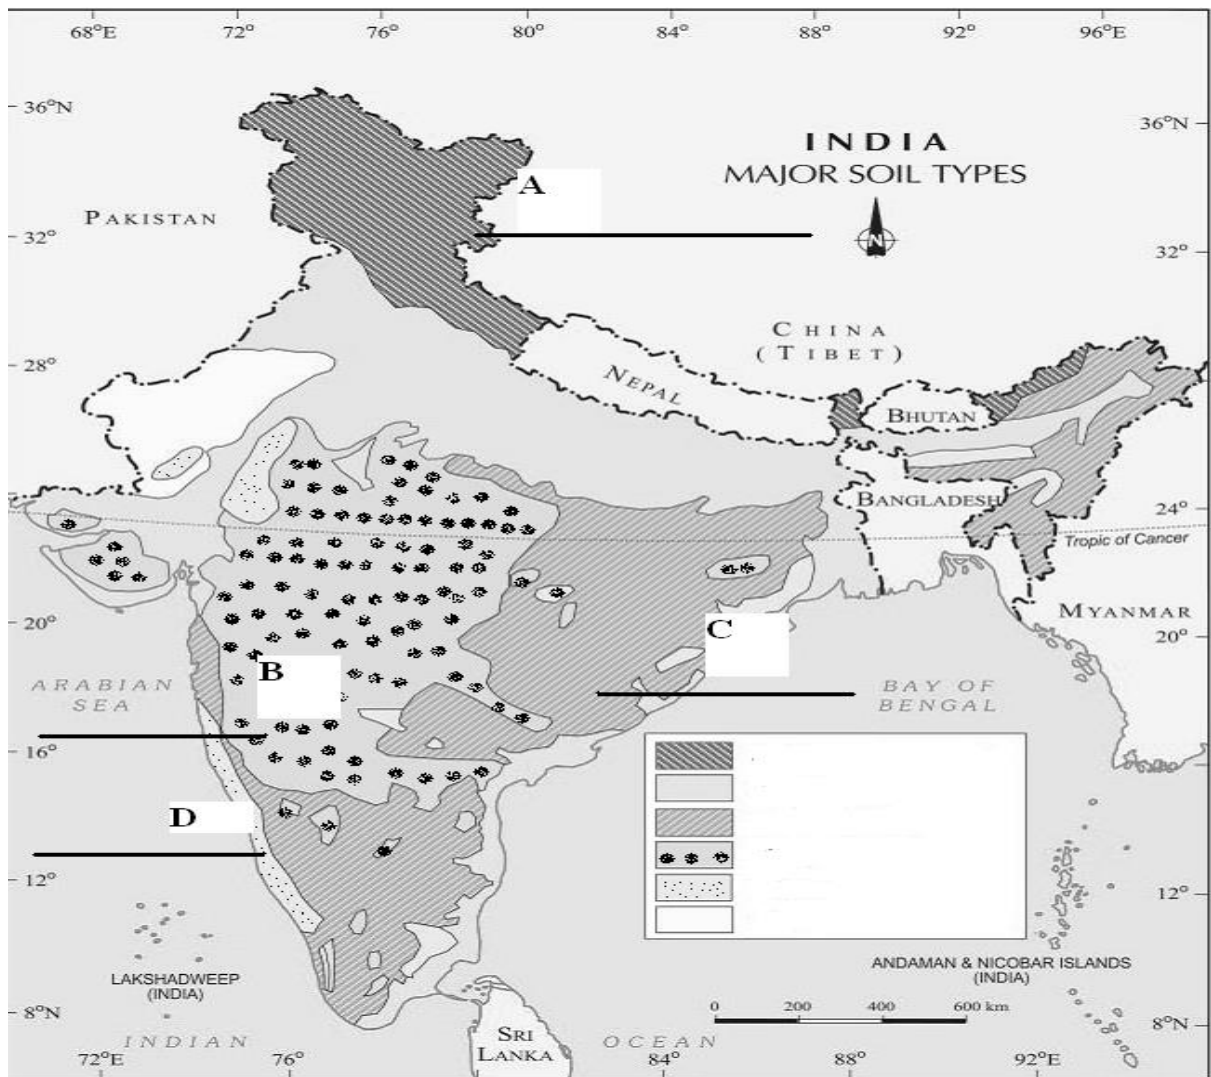 68°E 72° 76° 80° 84° 88° 92° 96°E
36°N
36°N
INDIA
MAJOR SOIL TYPES
A
PAKISTAN
N
32°
32°
CHINA
(TIBET)
NEPAL
28°
28°
BHUTAN
BANGLADESH
24°
24°
Tropic of Cancer
MYANMAR
20°
20°
C
B
ARABIAN
SEA
BAY OF
BENGAL
16°
16°
D
12°
12°
LAKSHADWEEP
(INDIA)
ANDAMAN & NICOBAR ISLANDS
(INDIA)
0 200 400 600 km
8°N
8°N
SRI
LANKA
INDIAN OCEAN
72°E 76° 84° 88° 92°E